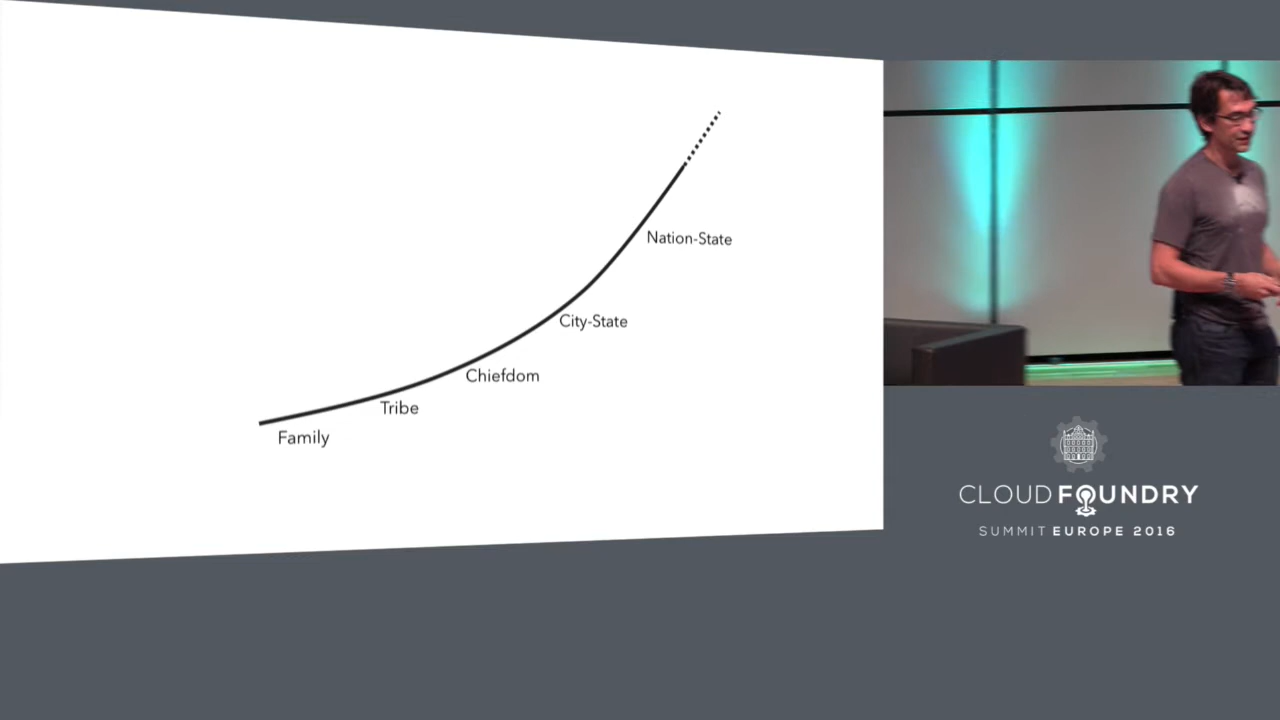 Nation-State
City-State
Chiefdom
Tribe
Family
CLOUD FOUNDRY
SUMMIT EUROPE 2016